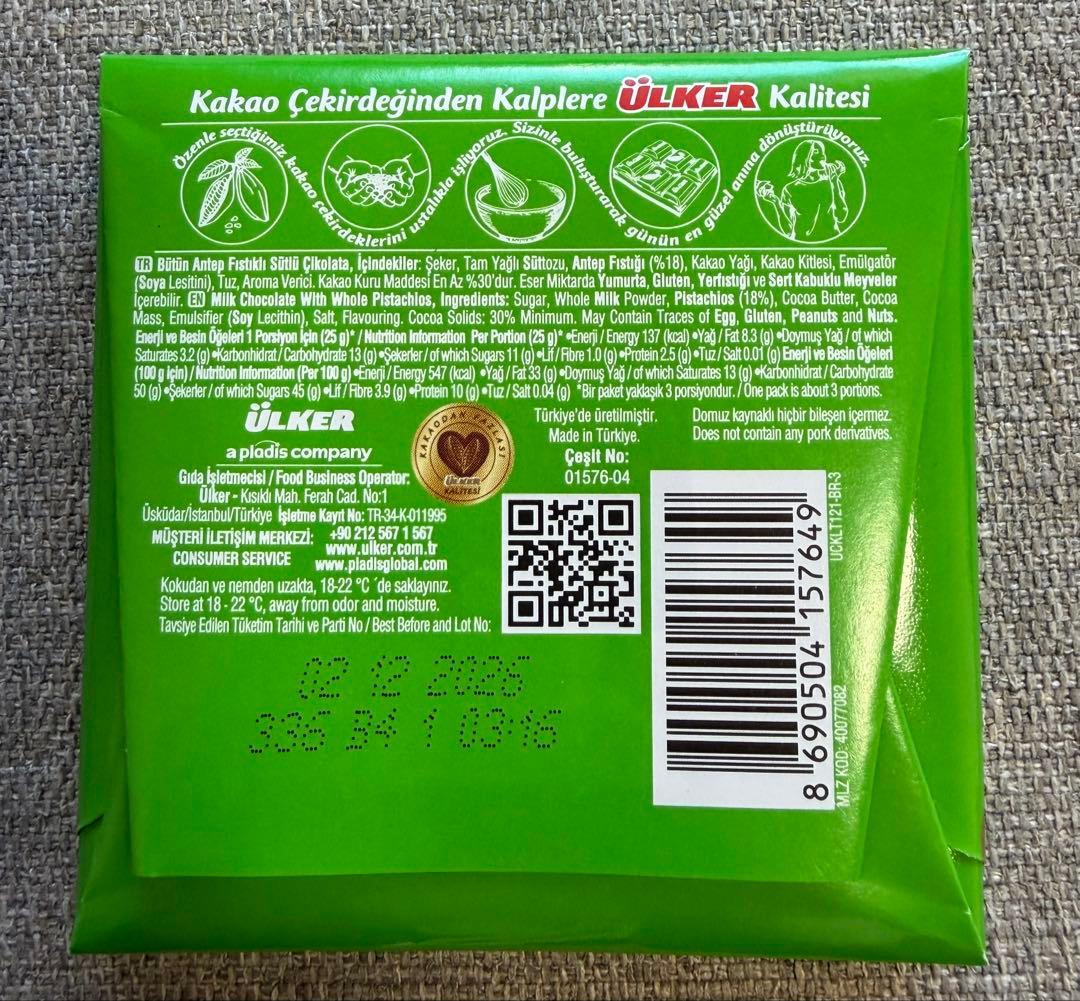 Kakao Çekirdeğinden Kalplere ÜLKER Kalitesi
Özenle seçtiğimiz kakao çekirdeklerini ustalıkla işliyoruz. Sizinle buluşturarak günün en güzel anına dönüştürüyoruz.
TR Bütün Antep Fıstıklı Sütlü Çikolata, İçindekiler: Şeker, Tam Yağlı Süttozu, Antep Fıstığı (%18), Kakao Yağı, Kakao Kitlesi, Emülgatör
(Soya Lesitini), Tuz, Aroma Verici. Kakao Kuru Maddesi En Az %30'dur. Eser Miktarda Yumurta, Gluten, Yerfıstığı ve Sert Kabuklu Meyveler
İçerebilir. EN Milk Chocolate With Whole Pistachios, Ingredients: Sugar, Whole Milk Powder, Pistachios (18%), Cocoa Butter, Cocoa
Mass, Emulsifier (Soy Lecithin), Salt, Flavouring. Cocoa Solids: 30% Minimum. May Contain Traces of Egg, Gluten, Peanuts and Nuts.
Enerji ve Besin Öğeleri 1 Porsiyon İçin (25 g)* / Nutrition Information Per Portion (25 g)* •Enerji / Energy 137 (kcal) •Yağ / Fat 8.3 (g) •Doymuş Yağ / of which
Saturates 3.2 (g) •Karbonhidrat / Carbohydrate 13 (g) •Şekerler / of which Sugars 11 (g) •Lif / Fibre 1.0 (g) •Protein 2.5 (g) •Tuz / Salt 0.01 (g) Enerji ve Besin Öğeleri
(100 g İçin) / Nutrition Information (Per 100 g) •Enerji / Energy 547 (kcal) •Yağ / Fat 33 (g) •Doymuş Yağ / of which Saturates 13 (g) •Karbonhidrat / Carbohydrate
50 (g) •Şekerler / of which Sugars 45 (g) •Lif / Fibre 3.9 (g) •Protein 10 (g) •Tuz / Salt 0.04 (g) *Bir paket yaklaşık 3 porsiyondur. / One pack is about 3 portions.
ÜLKER
a pladis company
KAKAODAN FAZLASI
ÜLKER
KALİTESİ
Türkiye'de üretilmiştir.
Made in Türkiye.
Çeşit No:
01576-04
Domuz kaynaklı hiçbir bileşen içermez.
Does not contain any pork derivatives.
Gıda İşletmecisi / Food Business Operator:
Ülker - Kısıklı Mah. Ferah Cad. No:1
Üsküdar/İstanbul/Türkiye İşletme Kayıt No: TR-34-K-011995
MÜŞTERİ İLETİŞİM MERKEZİ: +90 212 567 1 567
www.ulker.com.tr
CONSUMER SERVICE www.pladisglobal.com
Kokudan ve nemden uzakta, 18-22 °C 'de saklayınız.
Store at 18 - 22 °C, away from odor and moisture.
Tavsiye Edilen Tüketim Tarihi ve Parti No / Best Before and Lot No:
02 12 2026
336 34 1 03:16
8 690504 157649
UCKLT121-BR-3
MLZ KOD: 40077082